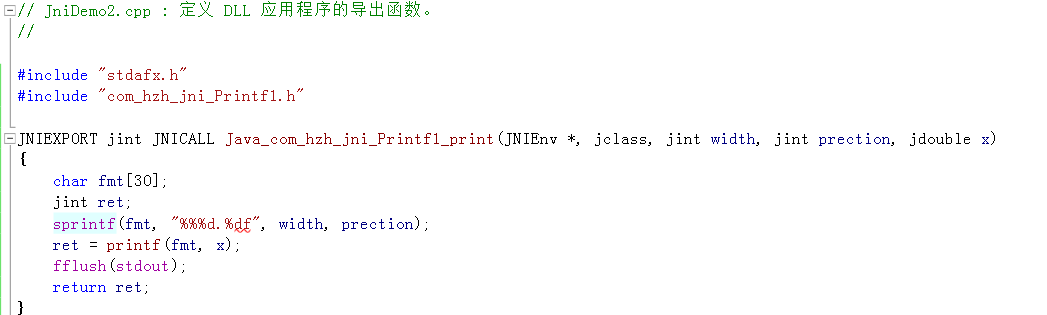 // JniDemo2.cpp : 定义 DLL 应用程序的导出函数。
//
#include "stdafx.h"
#include "com_hzh_jni_Printf1.h"
JNIEXPORT jint JNICALL Java_com_hzh_jni_Printf1_print(JNIEnv *, jclass, jint width, jint prection, jdouble x)
{
    char fmt[30];
    jint ret;
    sprintf(fmt, "%%%d.%df", width, prection);
    ret = printf(fmt, x);
    fflush(stdout);
    return ret;
}